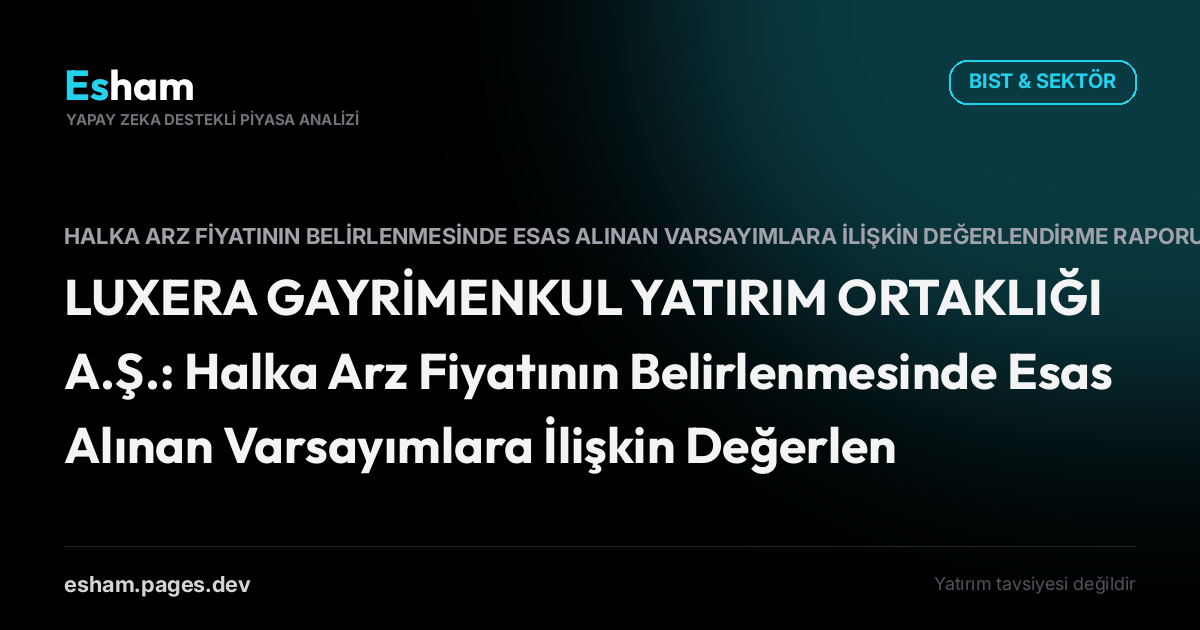 Esham
BIST & SEKTÖR
YAPAY ZEKA DESTEKLİ PİYASA ANALİZİ
HALKA ARZ FİYATININ BELİRLENMESİNDE ESAS ALINAN VARSAYIMLARA İLİŞKİN DEĞERLENDİRME RAPORU
LUXERA GAYRİMENKUL YATIRIM ORTAKLIĞI
A.Ş.: Halka Arz Fiyatının Belirlenmesinde Esas
Alınan Varsayımlara İlişkin Değerlen
esham.pages.dev
Yatırım tavsiyesi değildir